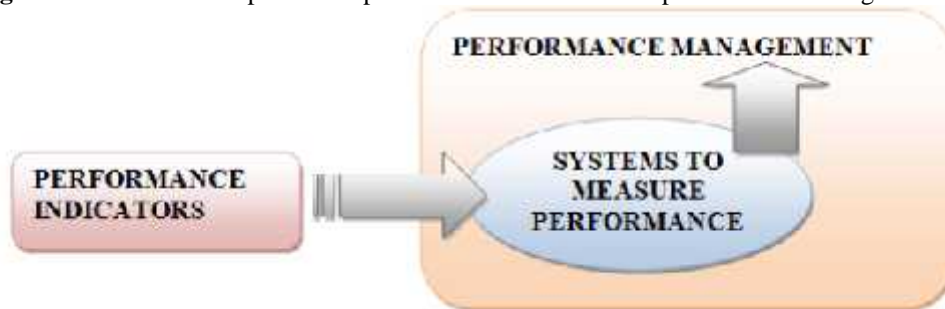 PERFORMANCE MANAGEMENT
SYSTEMS TO
MEASURE
PERFORMANCE
PERFORMANCE
INDICATORS